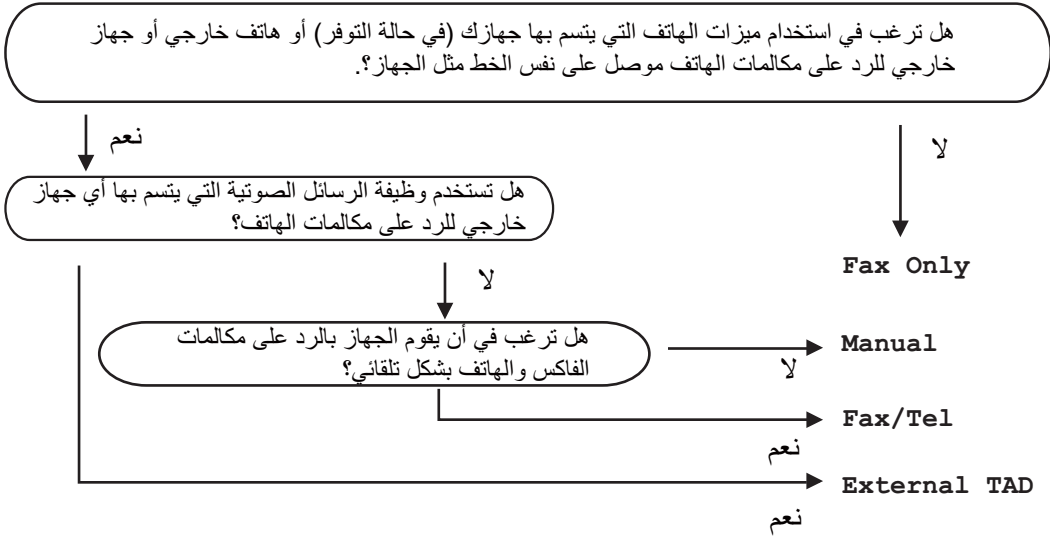 هل ترغب في استخدام ميزات الهاتف التي يتسم بها جهازك (في حالة التوفر) أو هاتف خارجي أو جهاز
خارجي للرد على مكالمات الهاتف موصل على نفس الخط مثل الجهاز؟.
نعم
لا
هل تستخدم وظيفة الرسائل الصوتية التي يتسم بها أي جهاز
خارجي للرد على مكالمات الهاتف؟
Fax Only
لا
هل ترغب في أن يقوم الجهاز بالرد على مكالمات
الفاكس والهاتف بشكل تلقائي؟
Manual
لا
Fax/Tel
نعم
External TAD
نعم